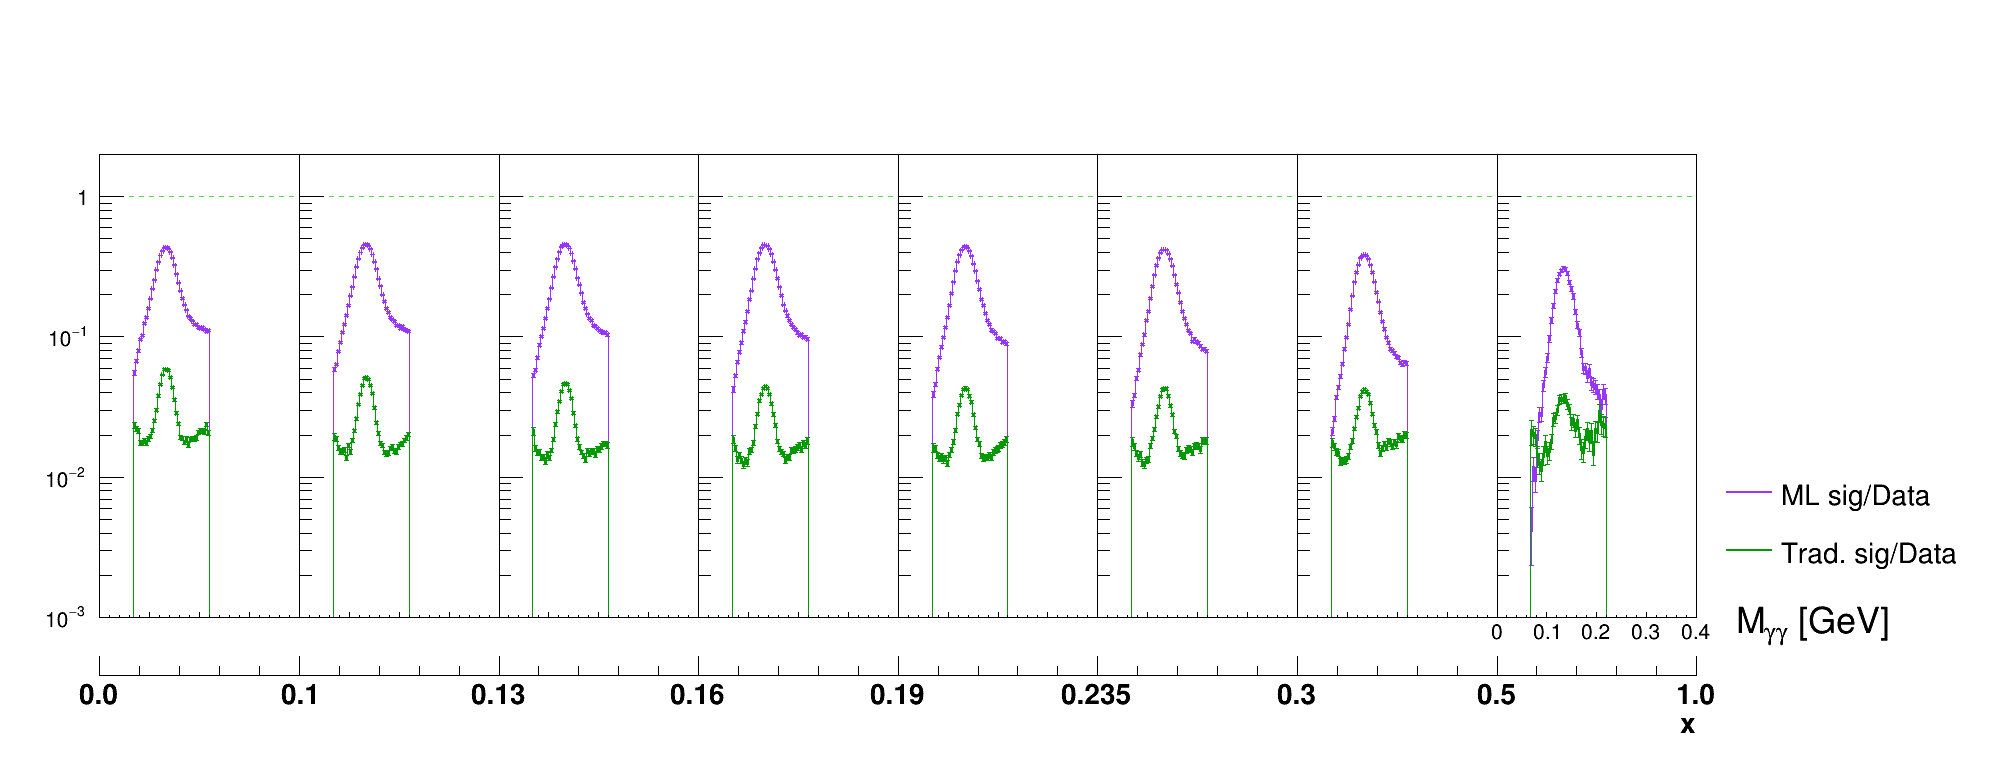 1
10⁻¹
10⁻²
10⁻³
ML sig/Data
Trad. sig/Data
0 0.1 0.2 0.3 0.4
Mγγ [GeV]
0.0 0.1 0.13 0.16 0.19 0.235 0.3 0.5 1.0
x